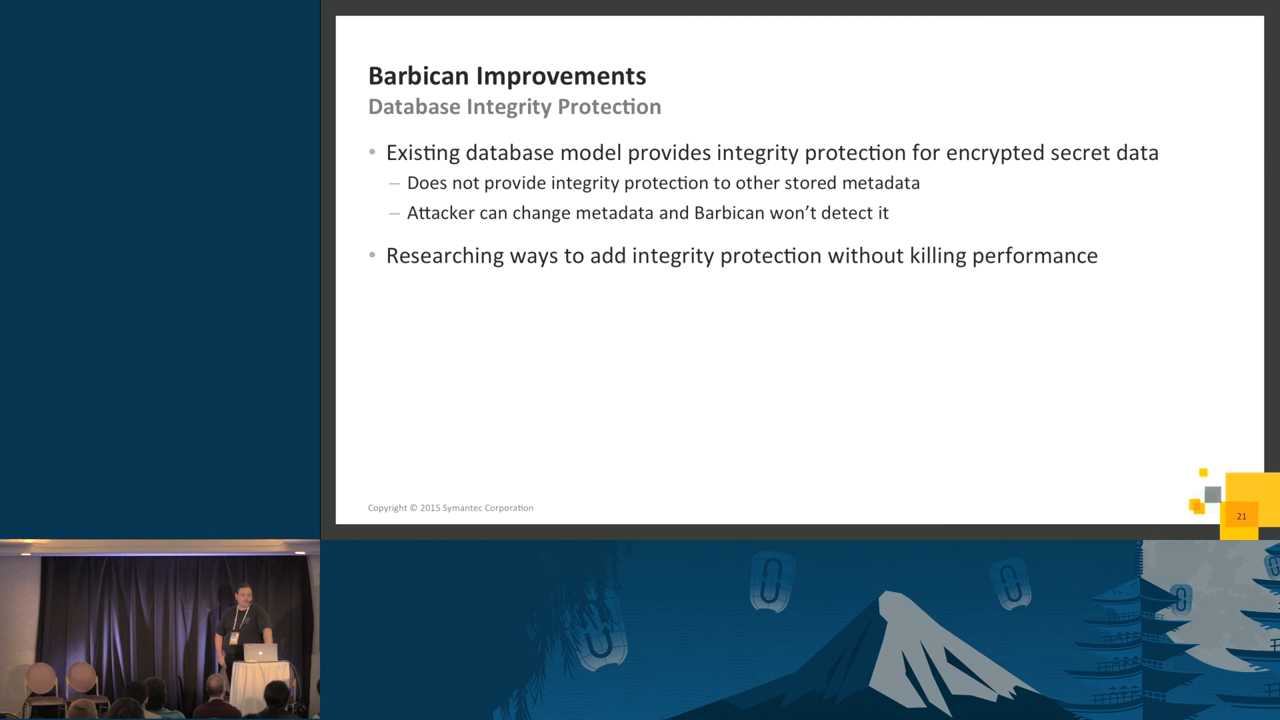 Barbican Improvements
Database Integrity Protection
• Existing database model provides integrity protection for encrypted secret data
– Does not provide integrity protection to other stored metadata
– Attacker can change metadata and Barbican won’t detect it
• Researching ways to add integrity protection without killing performance
Copyright © 2015 Symantec Corporation
21